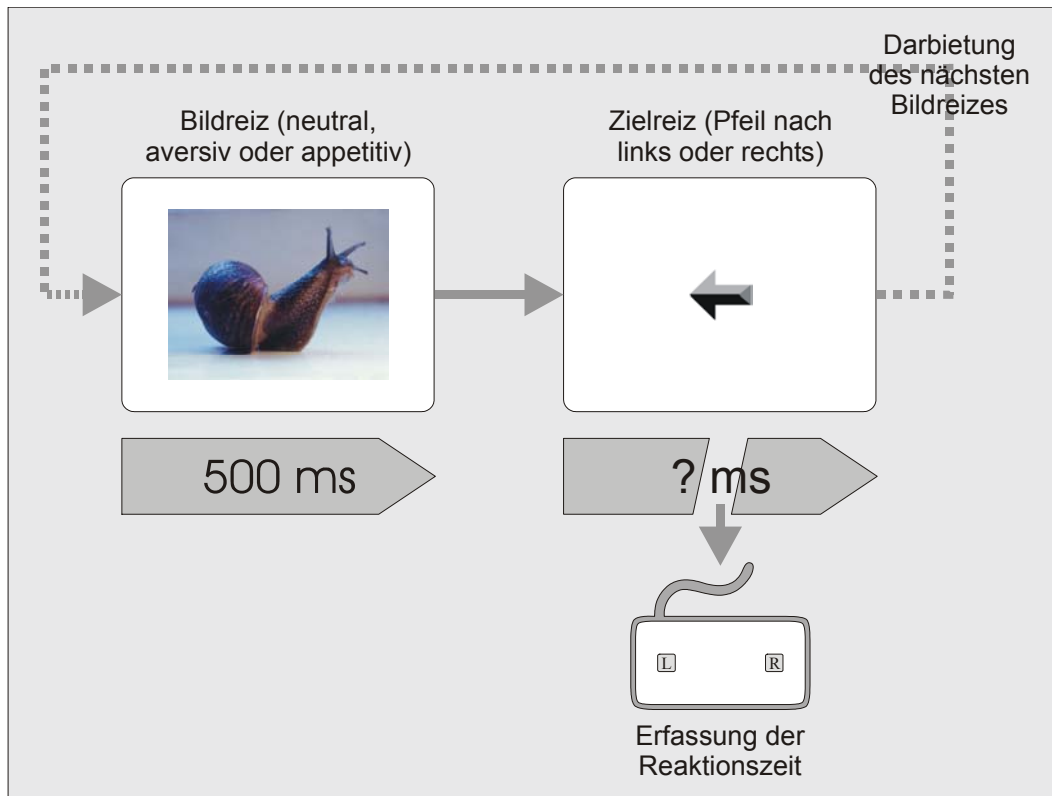 Darbietung
des nächsten
Bildreizes
Bildreiz (neutral,
aversiv oder appetitiv)
Zielreiz (Pfeil nach
links oder rechts)
500 ms
? ms
L
R
Erfassung der
Reaktionszeit